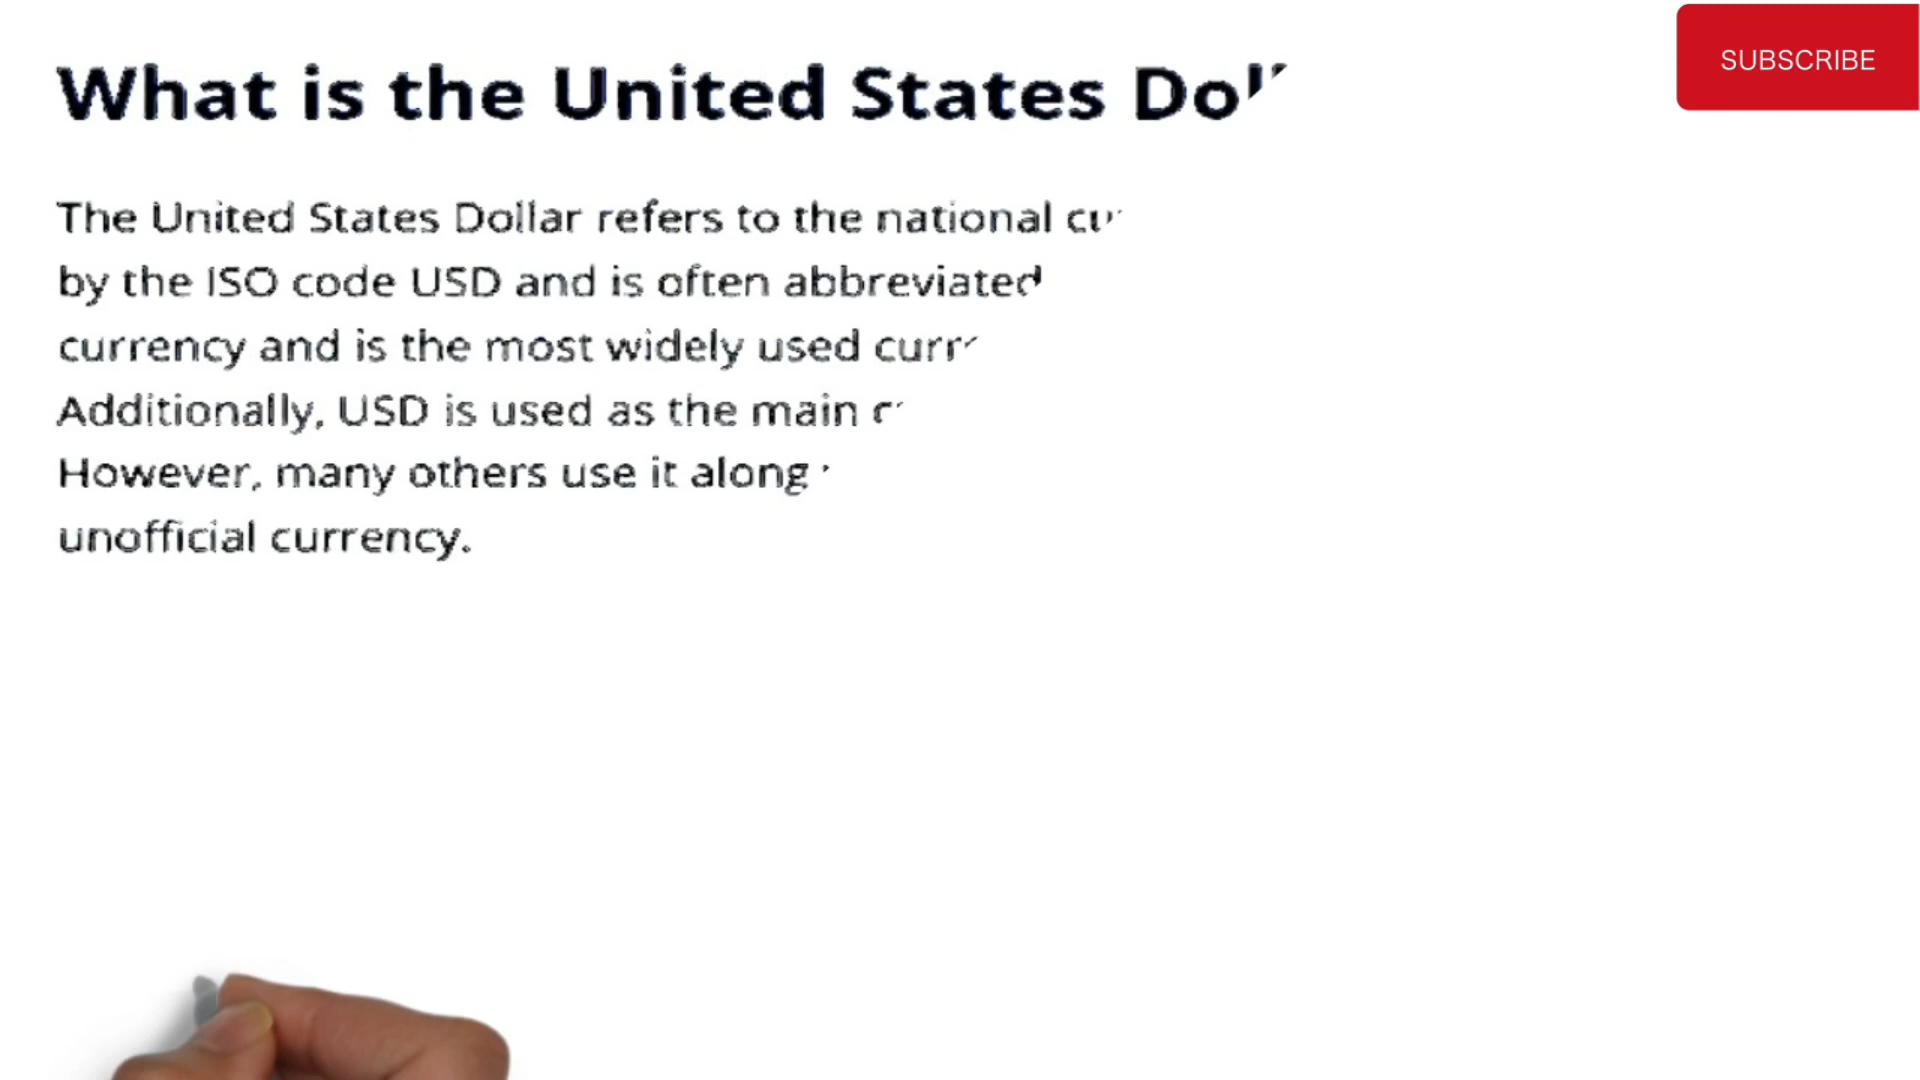 What is the United States
SUBSCRIBE
The United States Dollar refers to the national
by the ISO code USD and is often abbreviated
currency and is the most widely used
Additionally, USD is used as the main
However, many others use it along
unofficial currency.